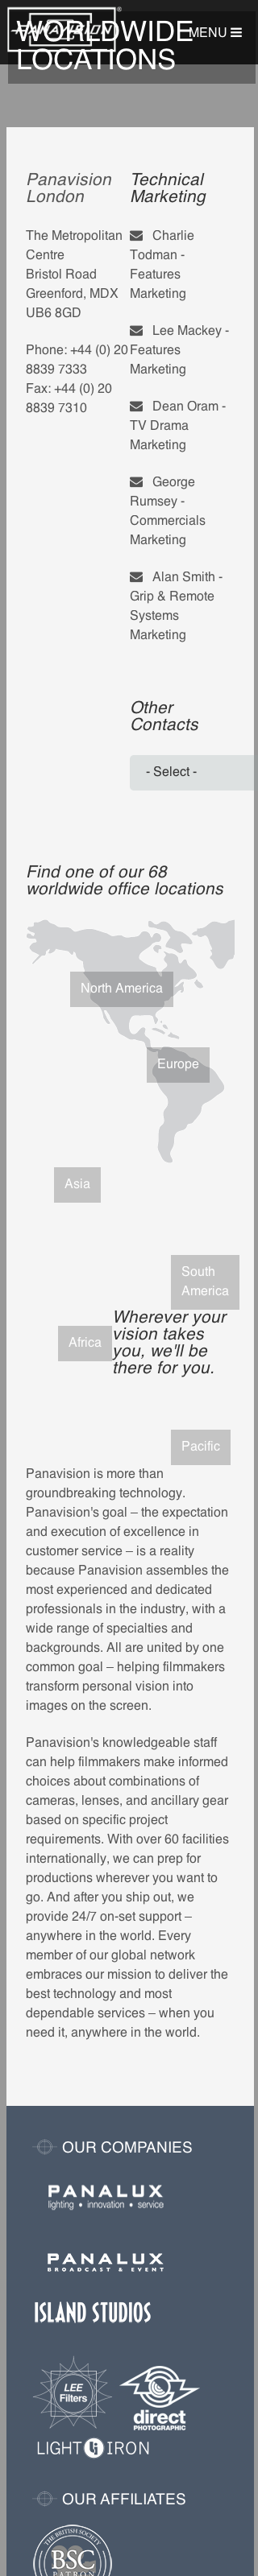 PANAVISION
®
WORLDWIDE
LOCATIONS
MENU
Panavision
London
The Metropolitan
Centre
Bristol Road
Greenford, MDX
UB6 8GD
Phone: +44 (0) 20
8839 7333
Fax: +44 (0) 20
8839 7310
Technical
Marketing
Charlie
Todman -
Features
Marketing
Lee Mackey -
Features
Marketing
Dean Oram -
TV Drama
Marketing
George
Rumsey -
Commercials
Marketing
Alan Smith -
Grip & Remote
Systems
Marketing
Other
Contacts
- Select -
Find one of our 68
worldwide office locations
North America
Europe
Asia
South
America
Africa
Wherever your
vision takes
you, we'll be
there for you.
Pacific
Panavision is more than
groundbreaking technology.
Panavision's goal – the expectation
and execution of excellence in
customer service – is a reality
because Panavision assembles the
most experienced and dedicated
professionals in the industry, with a
wide range of specialties and
backgrounds. All are united by one
common goal – helping filmmakers
transform personal vision into
images on the screen.
Panavision's knowledgeable staff
can help filmmakers make informed
choices about combinations of
cameras, lenses, and ancillary gear
based on specific project
requirements. With over 60 facilities
internationally, we can prep for
productions wherever you want to
go. And after you ship out, we
provide 24/7 on-set support –
anywhere in the world. Every
member of our global network
embraces our mission to deliver the
best technology and most
dependable services – when you
need it, anywhere in the world.
OUR COMPANIES
PANALUX
lighting • innovation • service
PANALUX
BROADCAST & EVENT
ISLAND STUDIOS
LEE
Filters
direct
PHOTOGRAPHIC
LIGHT IRON
OUR AFFILIATES
THE BRITISH SOCIETY
BSC
PATRON